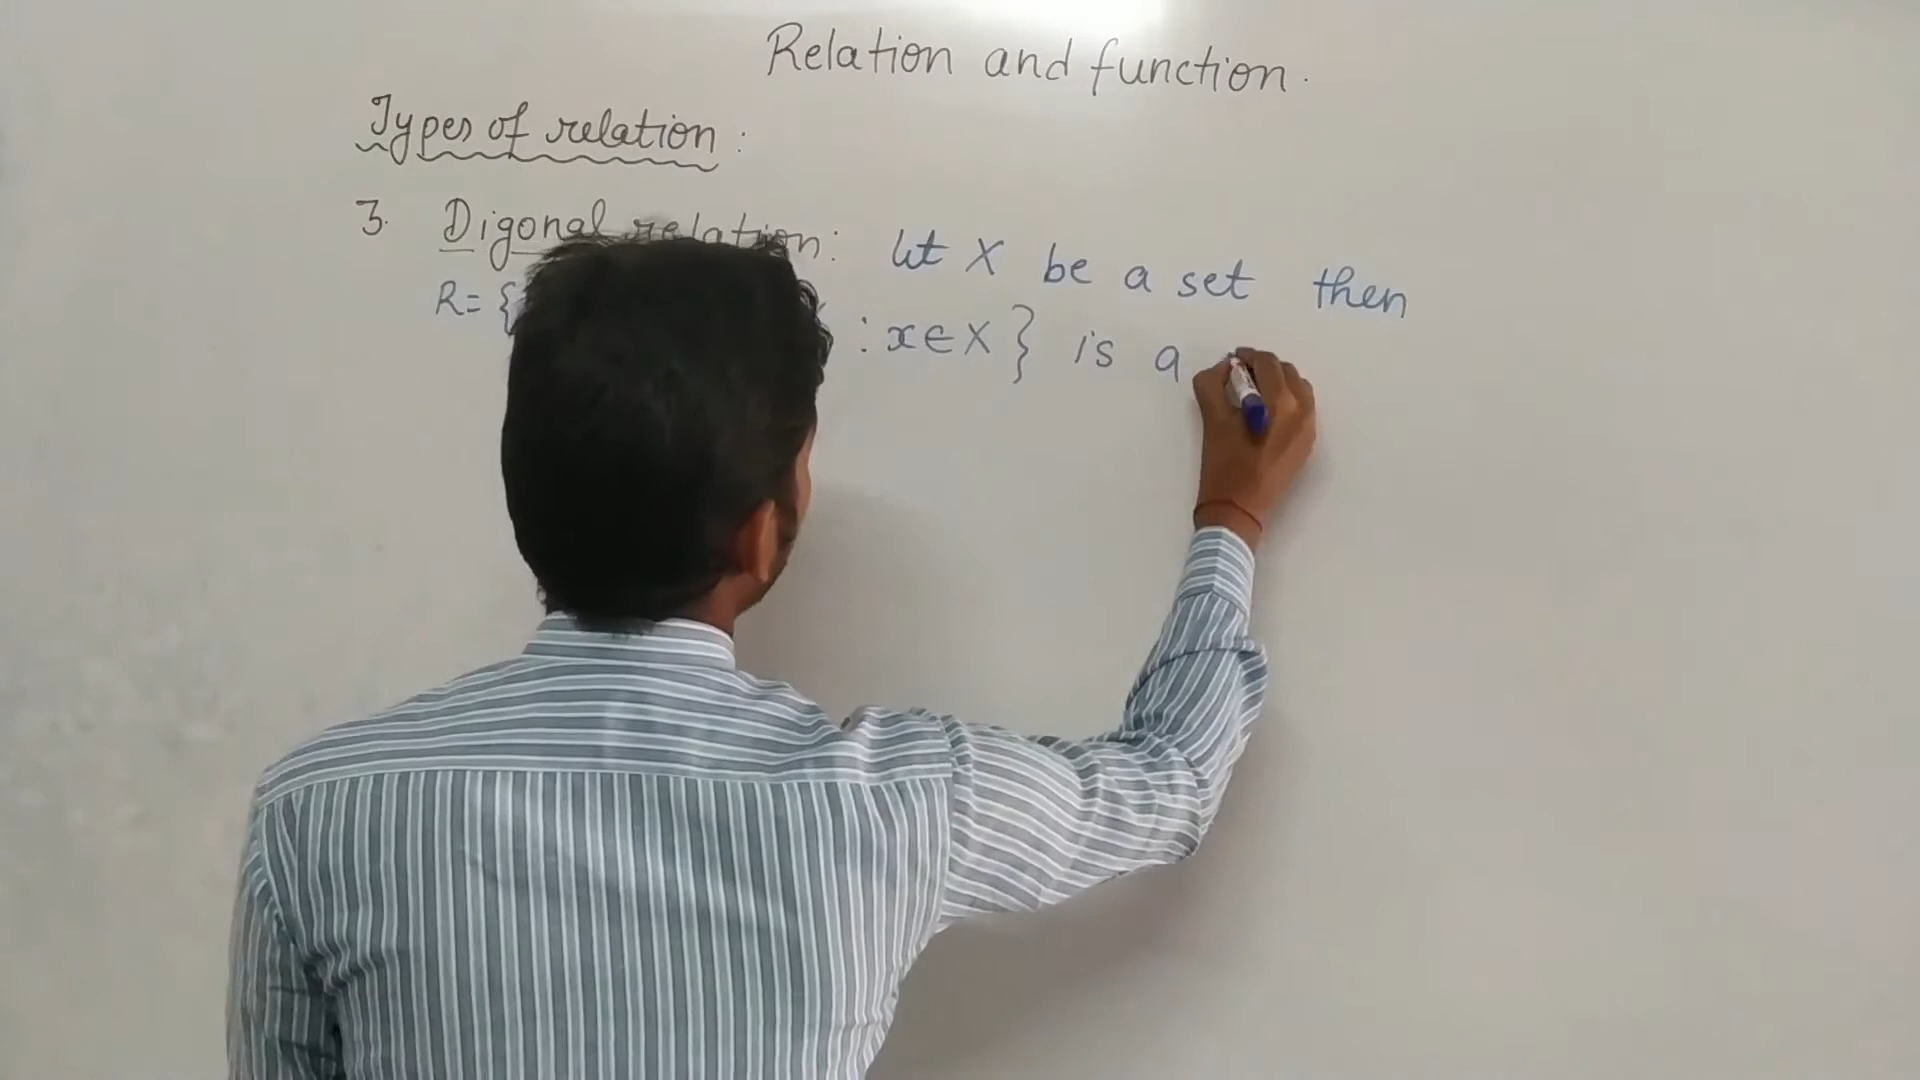 Relation and function.
Types of relation:
3. Digonal relation: let X be a set then
R= { : x∈X } is a